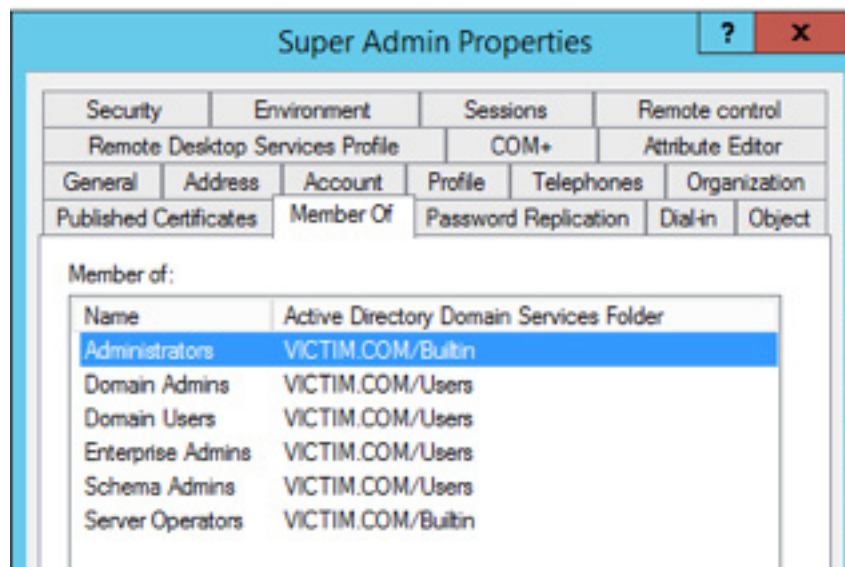 Super Admin Properties ? x
Security Environment Sessions Remote control
Remote Desktop Services Profile COM+ Attribute Editor
General Address Account Profile Telephones Organization
Published Certificates Member Of Password Replication Dial-in Object
Member of:
Name Active Directory Domain Services Folder
Administrators VICTIM.COM/Builtin
Domain Admins VICTIM.COM/Users
Domain Users VICTIM.COM/Users
Enterprise Admins VICTIM.COM/Users
Schema Admins VICTIM.COM/Users
Server Operators VICTIM.COM/Builtin